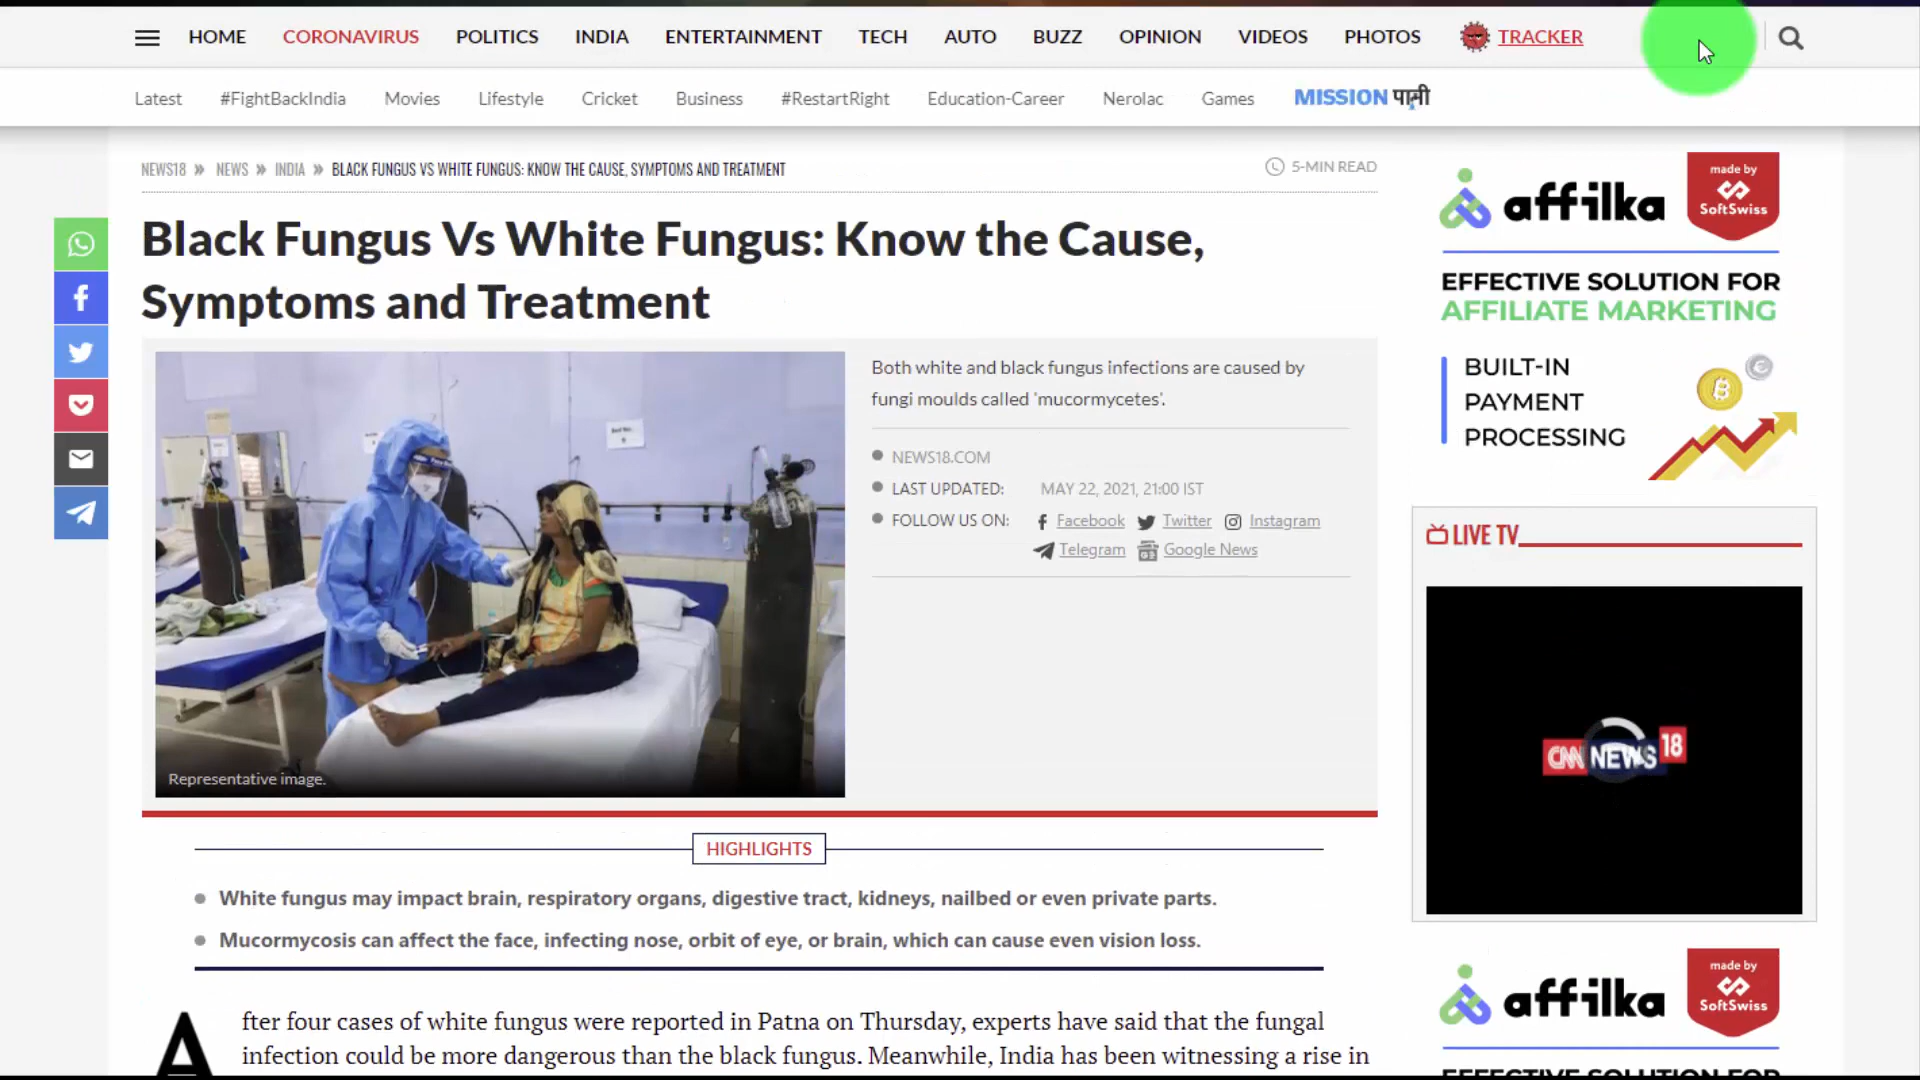 HOME CORONAVIRUS POLITICS INDIA ENTERTAINMENT TECH AUTO BUZZ OPINION VIDEOS PHOTOS TRACKER
Latest #FightBackIndia Movies Lifestyle Cricket Business #RestartRight Education-Career Nerolac Games MISSION पानी
NEWS18 » NEWS » INDIA » BLACK FUNGUS VS WHITE FUNGUS: KNOW THE CAUSE, SYMPTOMS AND TREATMENT
5-MIN READ
Black Fungus Vs White Fungus: Know the Cause,
Symptoms and Treatment
Representative image.
Both white and black fungus infections are caused by
fungi moulds called 'mucormycetes'.
NEWS18.COM
LAST UPDATED: MAY 22, 2021, 21:00 IST
FOLLOW US ON: Facebook Twitter Instagram
Telegram Google News
HIGHLIGHTS
White fungus may impact brain, respiratory organs, digestive tract, kidneys, nailbed or even private parts.
Mucormycosis can affect the face, infecting nose, orbit of eye, or brain, which can cause even vision loss.
After four cases of white fungus were reported in Patna on Thursday, experts have said that the fungal
infection could be more dangerous than the black fungus. Meanwhile, India has been witnessing a rise in
affilka
made by
SoftSwiss
EFFECTIVE SOLUTION FOR
AFFILIATE MARKETING
BUILT-IN
PAYMENT
PROCESSING
LIVE TV
CNN NEWS 18
affilka
made by
SoftSwiss
EFFECTIVE SOLUTION FOR